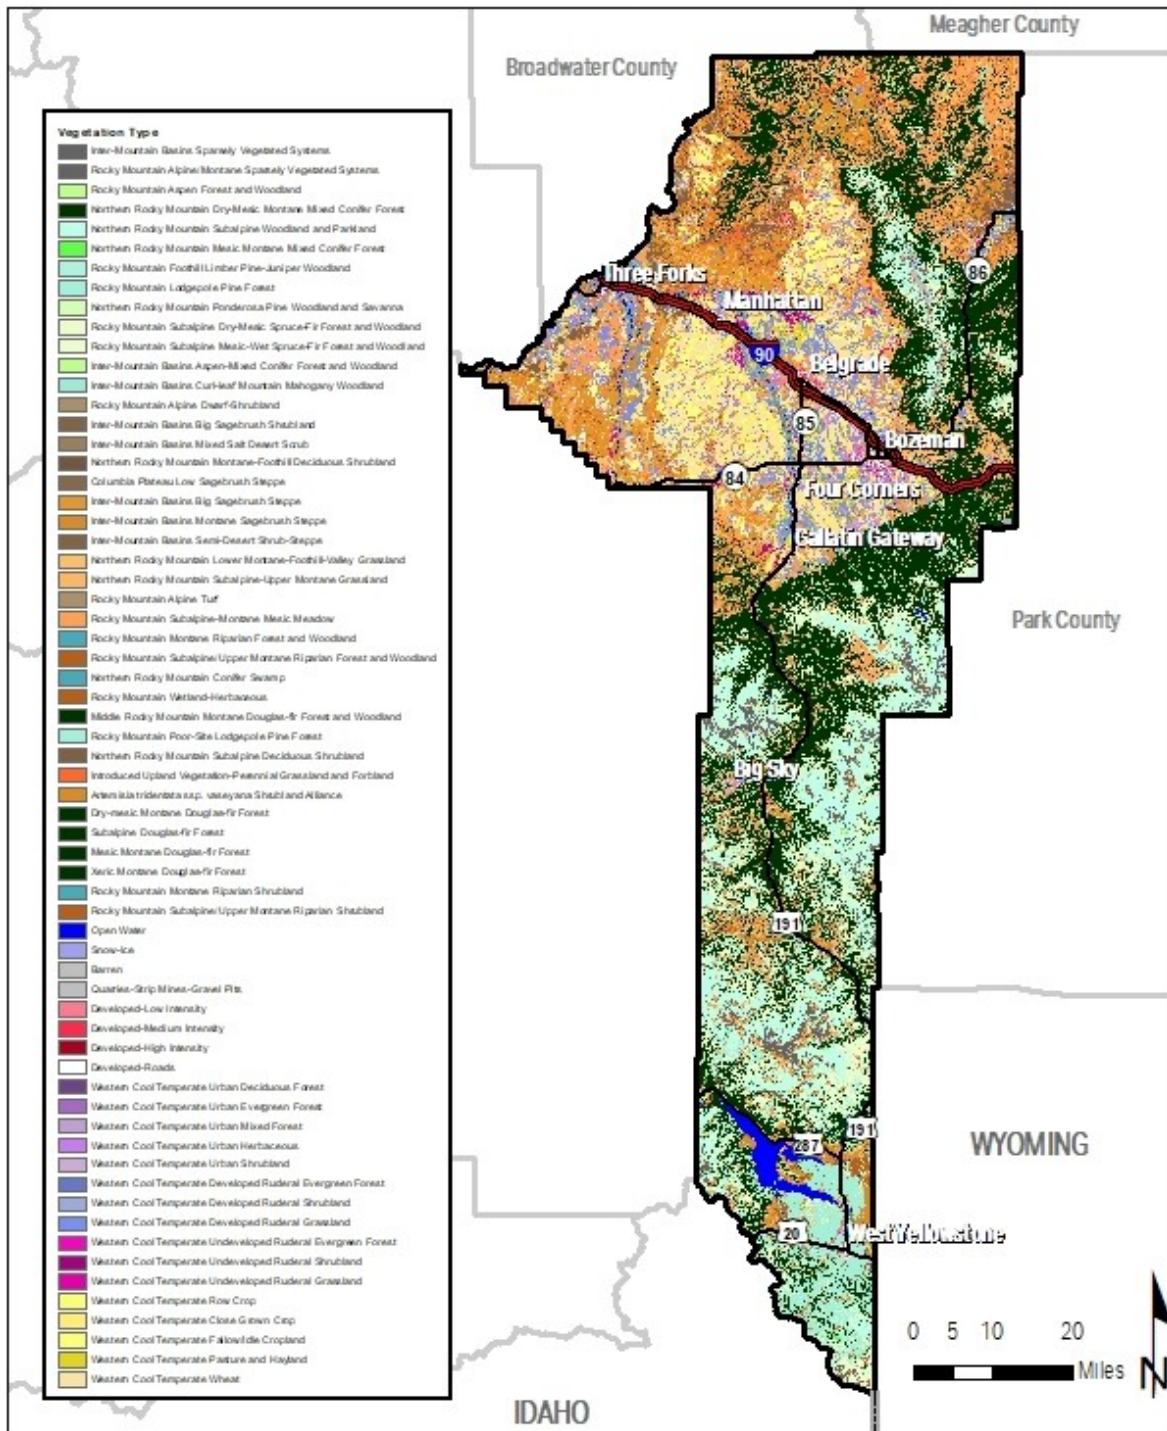 Meagher County
Broadwater County
Vegetation Type
Inter-Mountain Basins Sparsely Vegetated Systems
Rocky Mountain Alpine/Montane Sparsely Vegetated Systems
Rocky Mountain Aspen Forest and Woodland
Northern Rocky Mountain Dry-Mesic Montane Mixed Conifer Forest
Northern Rocky Mountain Subalpine Woodland and Parkland
Northern Rocky Mountain Mesic Montane Mixed Conifer Forest
Rocky Mountain Foothill Limber Pine-Juniper Woodland
Rocky Mountain Lodgepole Pine Forest
Northern Rocky Mountain Ponderosa Pine Woodland and Savanna
Rocky Mountain Subalpine Dry-Mesic Spruce-Fir Forest and Woodland
Rocky Mountain Subalpine Mesic-Wet Spruce-Fir Forest and Woodland
Inter-Mountain Basins Aspen-Mixed Conifer Forest and Woodland
Inter-Mountain Basins Curl-leaf Mountain Mahogany Woodland
Rocky Mountain Alpine Dwarf-Shrubland
Inter-Mountain Basins Big Sagebrush Shrubland
Inter-Mountain Basins Mixed Salt Desert Scrub
Northern Rocky Mountain Montane-Foothill Deciduous Shrubland
Columbia Plateau Low Sagebrush Steppe
Inter-Mountain Basins Big Sagebrush Steppe
Inter-Mountain Basins Montane Sagebrush Steppe
Inter-Mountain Basins Semi-Desert Shrub-Steppe
Northern Rocky Mountain Lower Montane-Foothill-Valley Grassland
Northern Rocky Mountain Subalpine-Upper Montane Grassland
Rocky Mountain Alpine Turf
Rocky Mountain Subalpine-Montane Mesic Meadow
Rocky Mountain Montane Riparian Forest and Woodland
Rocky Mountain Subalpine/Upper Montane Riparian Forest and Woodland
Northern Rocky Mountain Conifer Swamp
Rocky Mountain Wetland-Herbaceous
Middle Rocky Mountain Montane Douglas-fir Forest and Woodland
Rocky Mountain Poor-Site Lodgepole Pine Forest
Northern Rocky Mountain Subalpine Deciduous Shrubland
Introduced Upland Vegetation-Perennial Grassland and Forbland
Artemisia tridentata ssp. vaseyana Shrubland Alliance
Dry-mesic Montane Douglas-fir Forest
Subalpine Douglas-fir Forest
Mesic Montane Douglas-fir Forest
Xeric Montane Douglas-fir Forest
Rocky Mountain Montane Riparian Shrubland
Rocky Mountain Subalpine/Upper Montane Riparian Shrubland
Open Water
Snow-Ice
Barren
Quarries-Strip Mines-Gravel Pits
Developed-Low Intensity
Developed-Medium Intensity
Developed-High Intensity
Developed-Roads
Western Cool Temperate Urban Deciduous Forest
Western Cool Temperate Urban Evergreen Forest
Western Cool Temperate Urban Mixed Forest
Western Cool Temperate Urban Herbaceous
Western Cool Temperate Urban Shrubland
Western Cool Temperate Developed Ruderal Evergreen Forest
Western Cool Temperate Developed Ruderal Shrubland
Western Cool Temperate Developed Ruderal Grassland
Western Cool Temperate Undeveloped Ruderal Evergreen Forest
Western Cool Temperate Undeveloped Ruderal Shrubland
Western Cool Temperate Undeveloped Ruderal Grassland
Western Cool Temperate Row Crop
Western Cool Temperate Close Grown Crop
Western Cool Temperate Fallow/Idle Cropland
Western Cool Temperate Pasture and Hayland
Western Cool Temperate Wheat
86
Three Forks
Manhattan
90
Belgrade
85
Bozeman
84
Four Corners
Gallatin Gateway
Park County
Big Sky
191
191
287
WYOMING
20
West Yellowstone
0 5 10 20
Miles
N
IDAHO